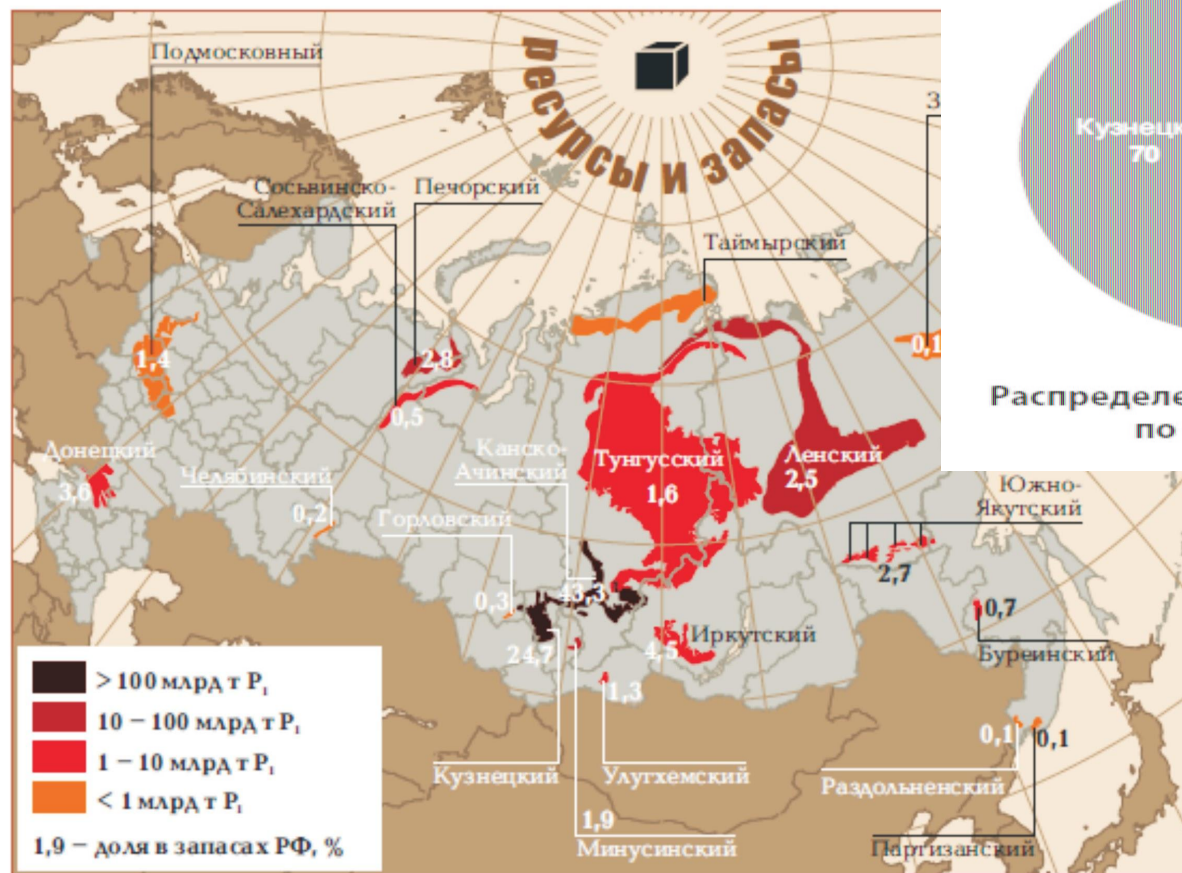 Подмосковный
ресурсы и запасы
Кузнецк
70
Сосьвинско-
Салехардский
Печорский
Таймырский
З
0,1
1,4
2,8
0,5
Распределе
по
Донецкий
3,6
Челябинский
0,2
Канско-
Ачинский
Тунгусский
1,6
Ленский
2,5
Южно-
Якутский
2,7
Горловский
0,3
43,3
24,7
4,5
Иркутский
1,3
0,7
Буреинский
0,1
0,1
Кузнецкий
Улугхемский
Раздольненский
1,9
Минусинский
Партизанский
> 100 млрд т P₁
10 – 100 млрд т P₁
1 – 10 млрд т P₁
< 1 млрд т P₁
1,9 – доля в запасах РФ, %